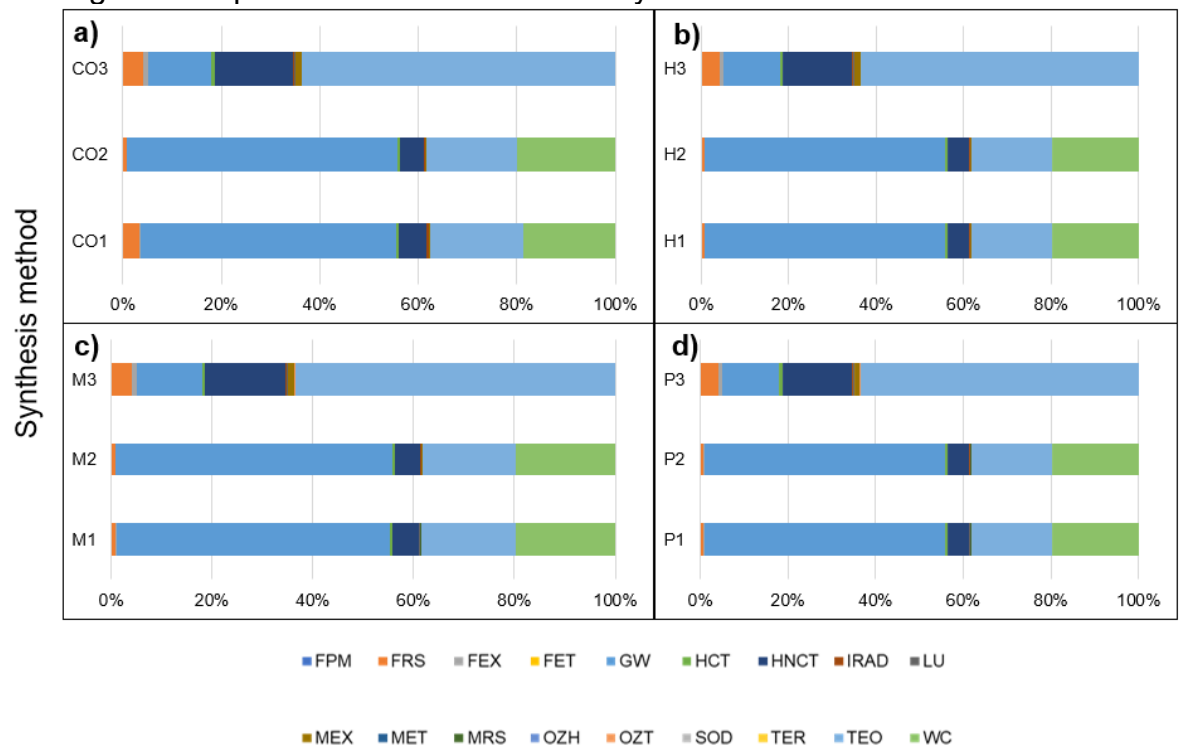 a)
CO3
CO2
CO1
0% 20% 40% 60% 80% 100%
b)
H3
H2
H1
0% 20% 40% 60% 80% 100%
Synthesis method
c)
M3
M2
M1
0% 20% 40% 60% 80% 100%
d)
P3
P2
P1
0% 20% 40% 60% 80% 100%
FPM FRS FEX FET GW HCT HNCT IRAD LU
MEX MET MRS OZH OZT SOD TER TEO WC